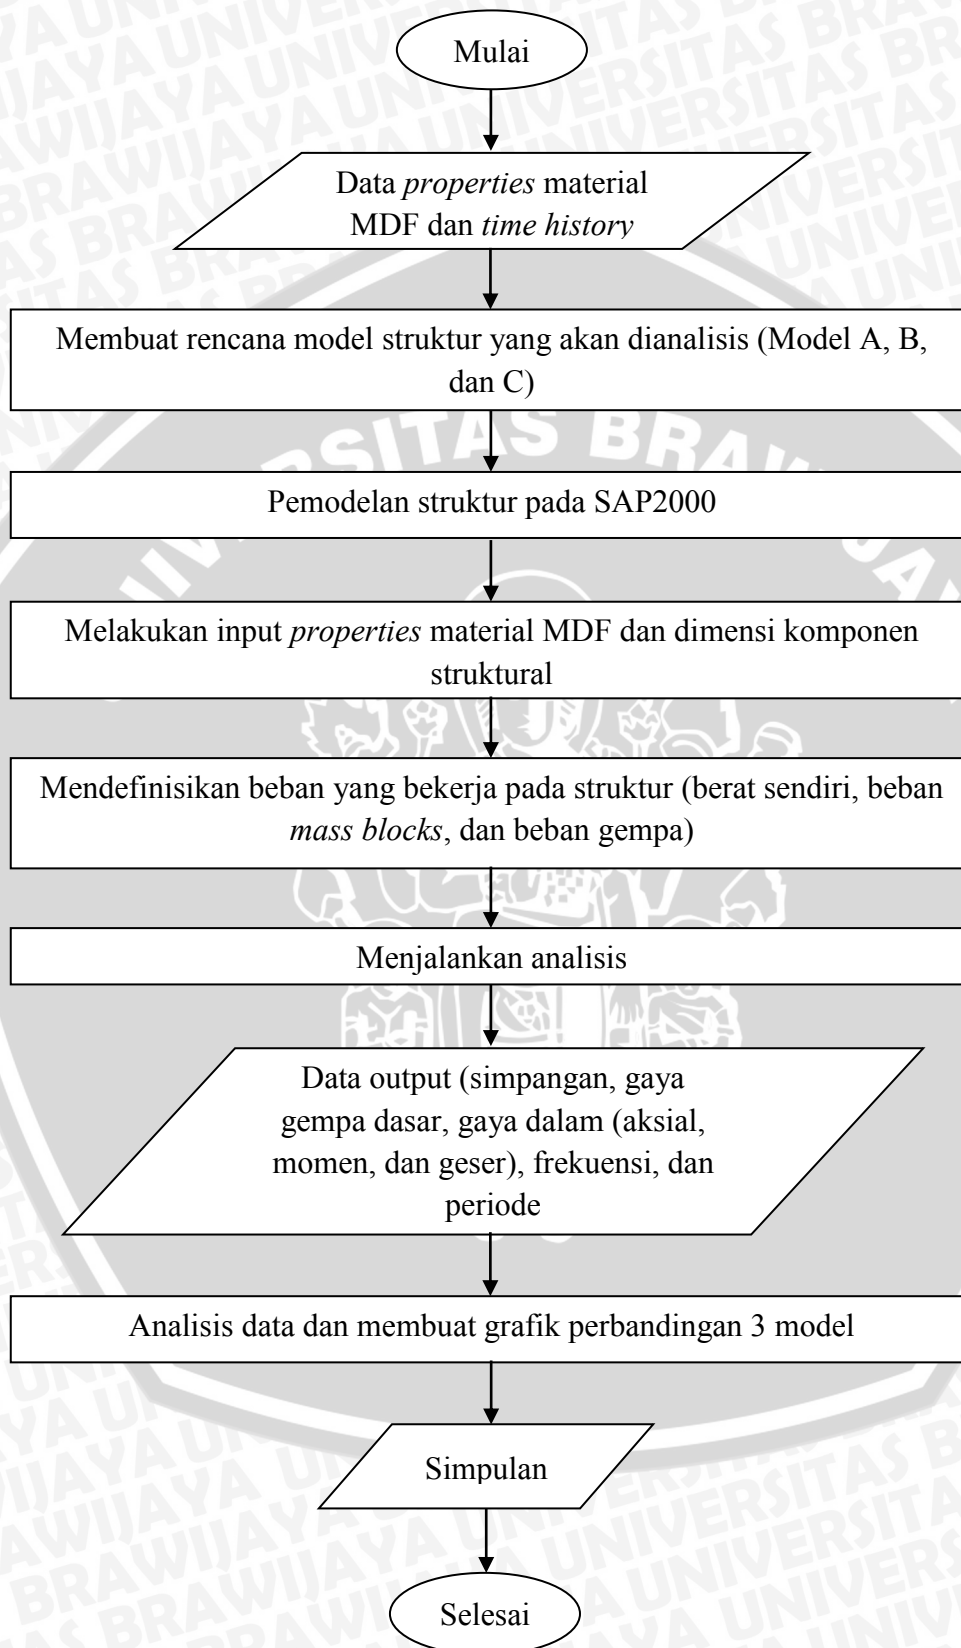 Mulai
Data properties material
MDF dan time history
Membuat rencana model struktur yang akan dianalisis (Model A, B,
dan C)
Pemodelan struktur pada SAP2000
Melakukan input properties material MDF dan dimensi komponen
struktural
Mendefinisikan beban yang bekerja pada struktur (berat sendiri, beban
mass blocks, dan beban gempa)
Menjalankan analisis
Data output (simpangan, gaya
gempa dasar, gaya dalam (aksial,
momen, dan geser), frekuensi, dan
periode
Analisis data dan membuat grafik perbandingan 3 model
Simpulan
Selesai